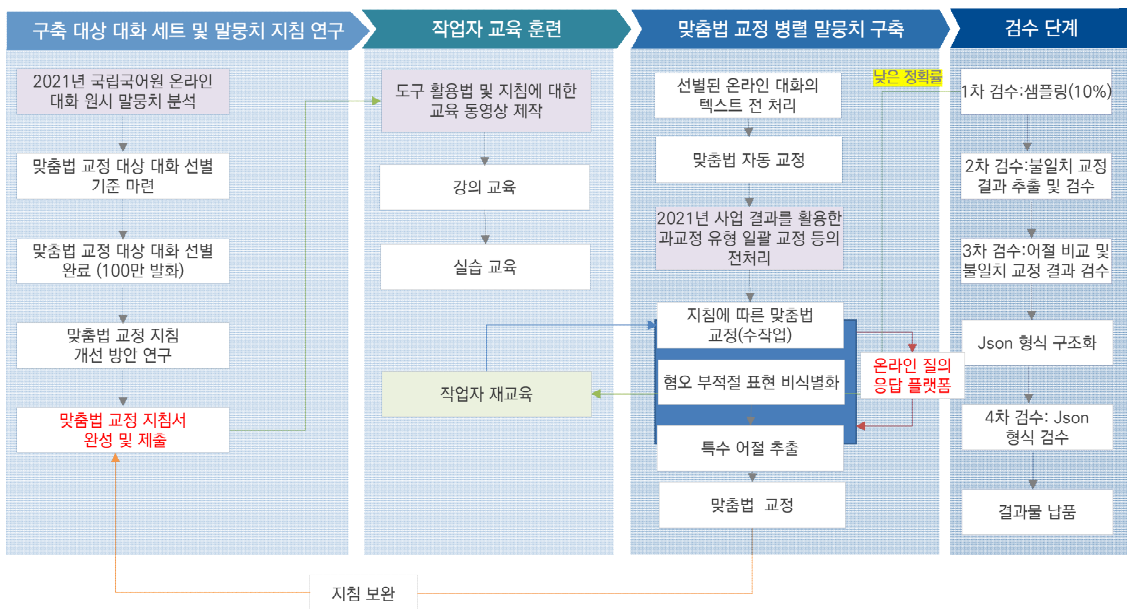 구축 대상 대화 세트 및 말뭉치 지침 연구
2021년 국립국어원 온라인
대화 원시 말뭉치 분석
맞춤법 교정 대상 대화 선별
기준 마련
맞춤법 교정 대상 대화 선별
완료 (100만 발화)
맞춤법 교정 지침
개선 방안 연구
맞춤법 교정 지침서
완성 및 제출
작업자 교육 훈련
도구 활용법 및 지침에 대한
교육 동영상 제작
강의 교육
실습 교육
작업자 재교육
맞춤법 교정 병렬 말뭉치 구축
선별된 온라인 대화의
텍스트 전 처리
맞춤법 자동 교정
2021년 사업 결과를 활용한
과교정 유형 일괄 교정 등의
전처리
지침에 따른 맞춤법
교정(수작업)
혐오 부적절 표현 비식별화
특수 어절 추출
맞춤법 교정
온라인 질의
응답 플랫폼
낮은 정확률
검수 단계
1차 검수:샘플링(10%)
2차 검수:불일치 교정
결과 추출 및 검수
3차 검수:어절 비교 및
불일치 교정 결과 검수
Json 형식 구조화
4차 검수: Json
형식 검수
결과물 납품
지침 보완